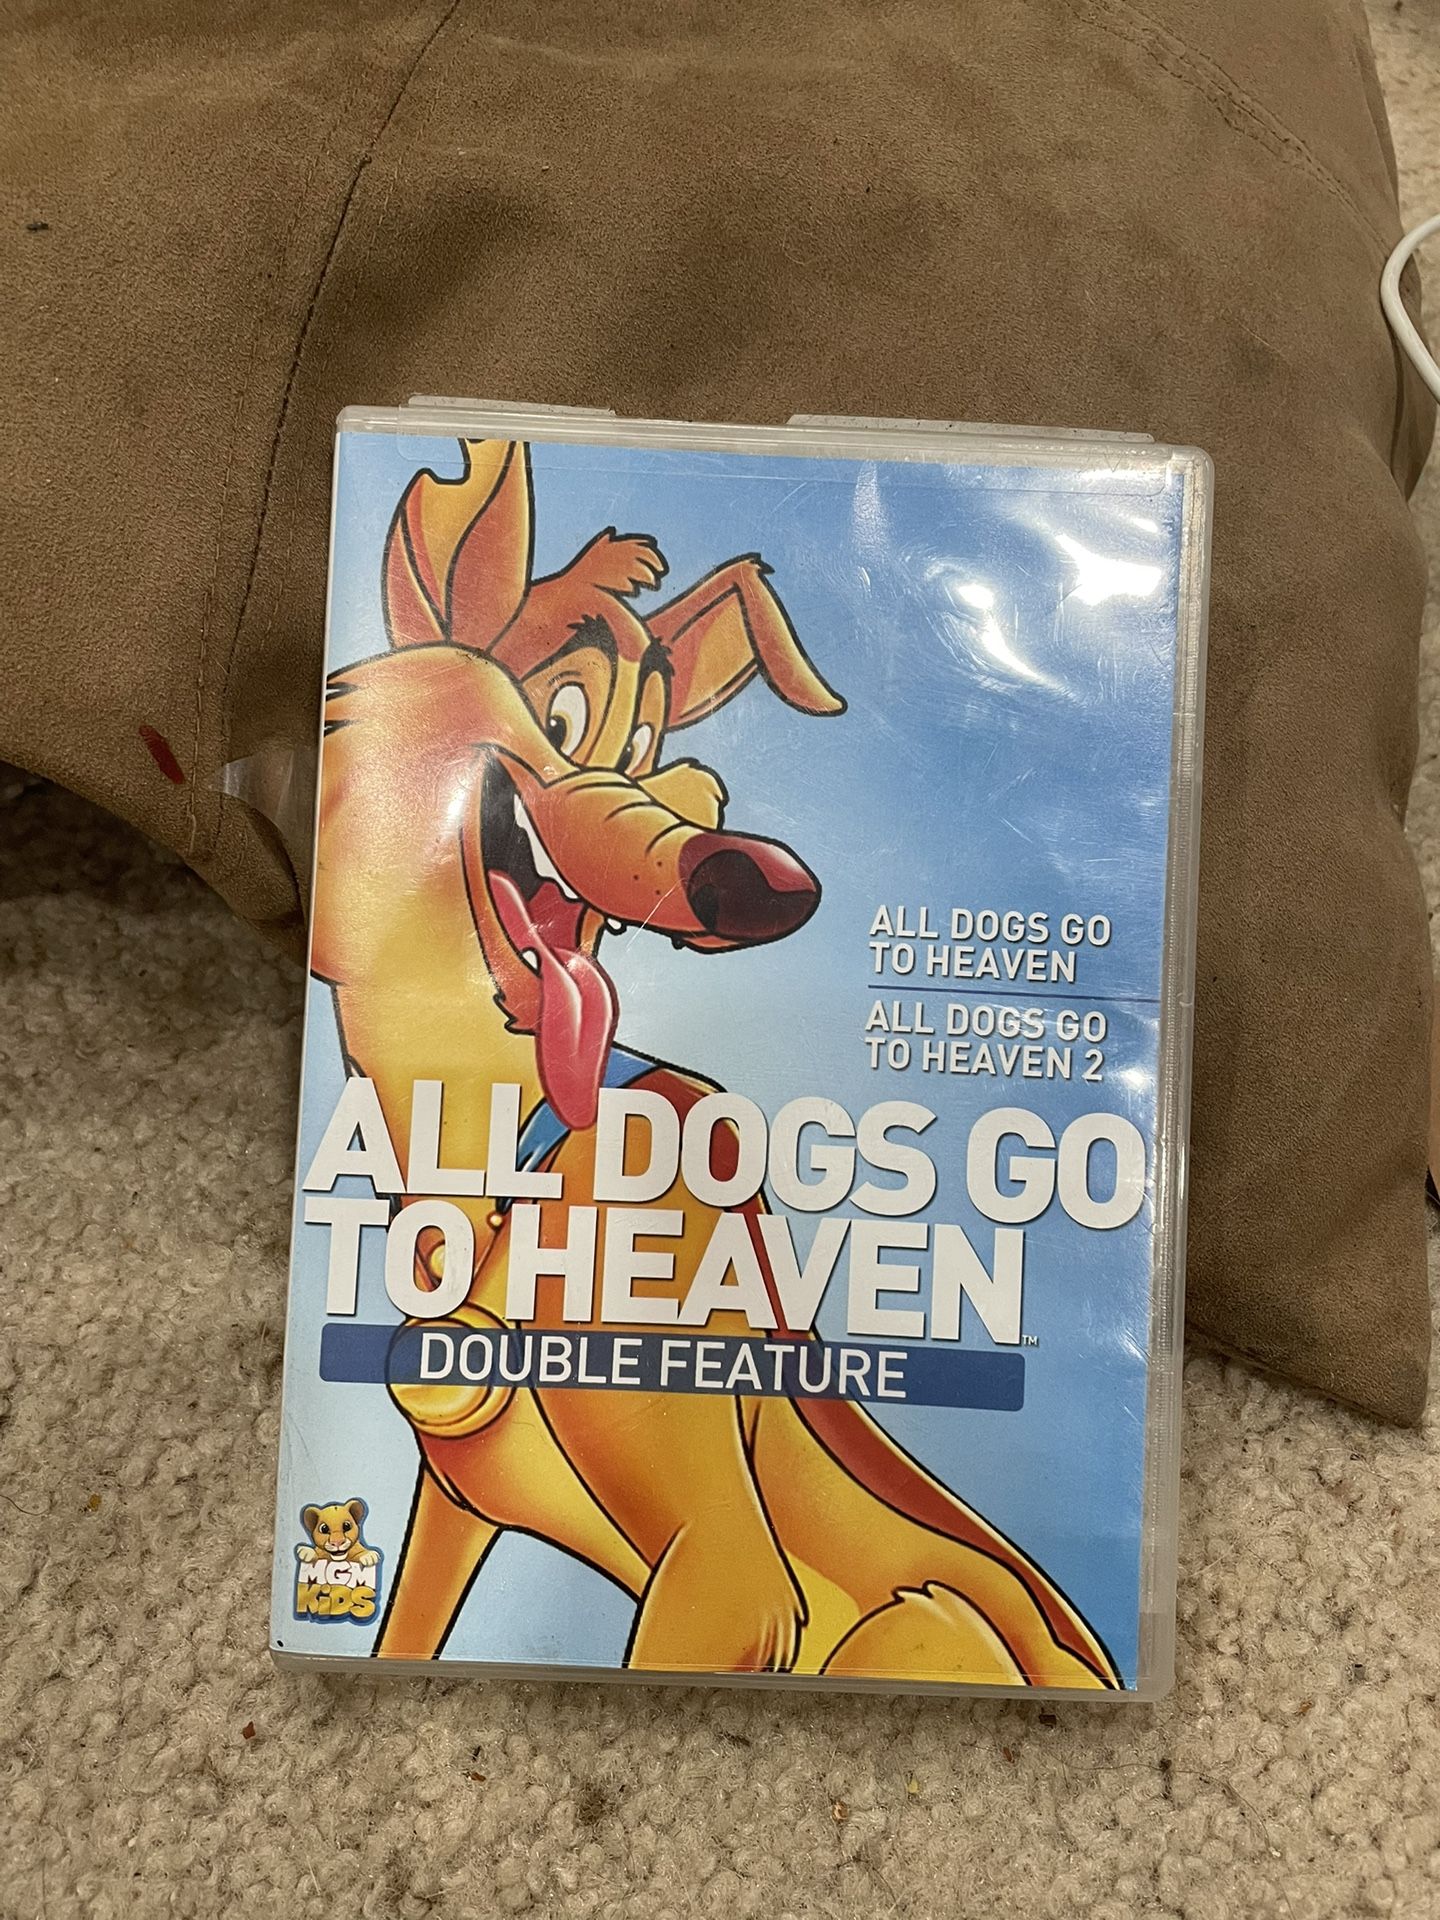 ALL DOGS GO
TO HEAVEN
ALL DOGS GO
TO HEAVEN 2
ALL DOGS GO
TO HEAVEN™
DOUBLE FEATURE
MGM
KiDS